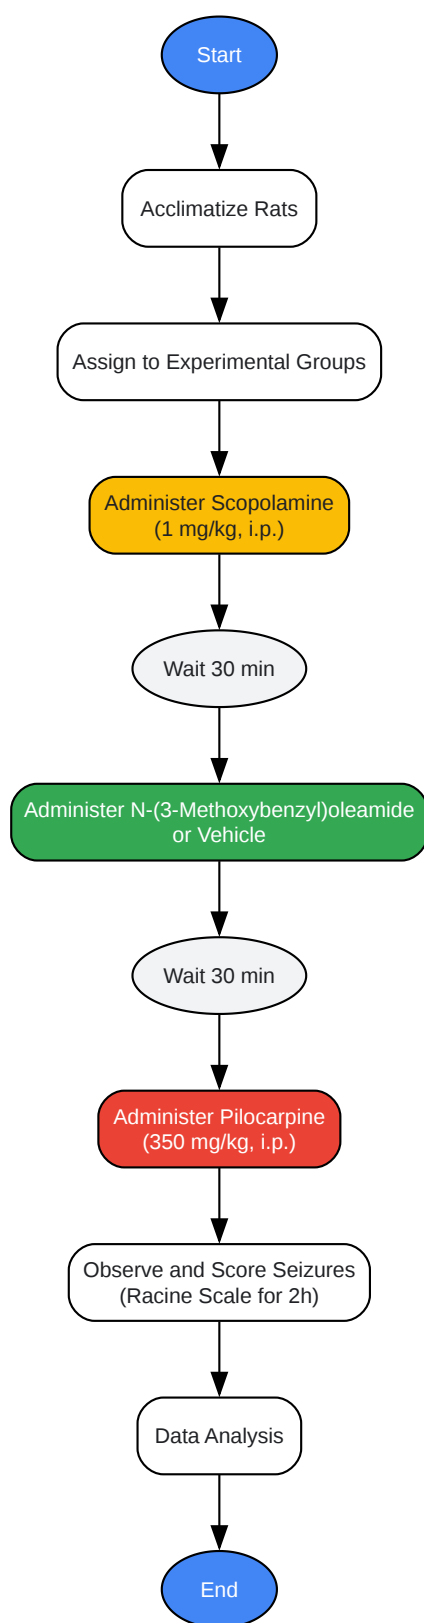 Start
Acclimatize Rats
Assign to Experimental Groups
Administer Scopolamine
(1 mg/kg, i.p.)
Wait 30 min
Administer N-(3-Methoxybenzyl)oleamide
or Vehicle
Wait 30 min
Administer Pilocarpine
(350 mg/kg, i.p.)
Observe and Score Seizures
(Racine Scale for 2h)
Data Analysis
End